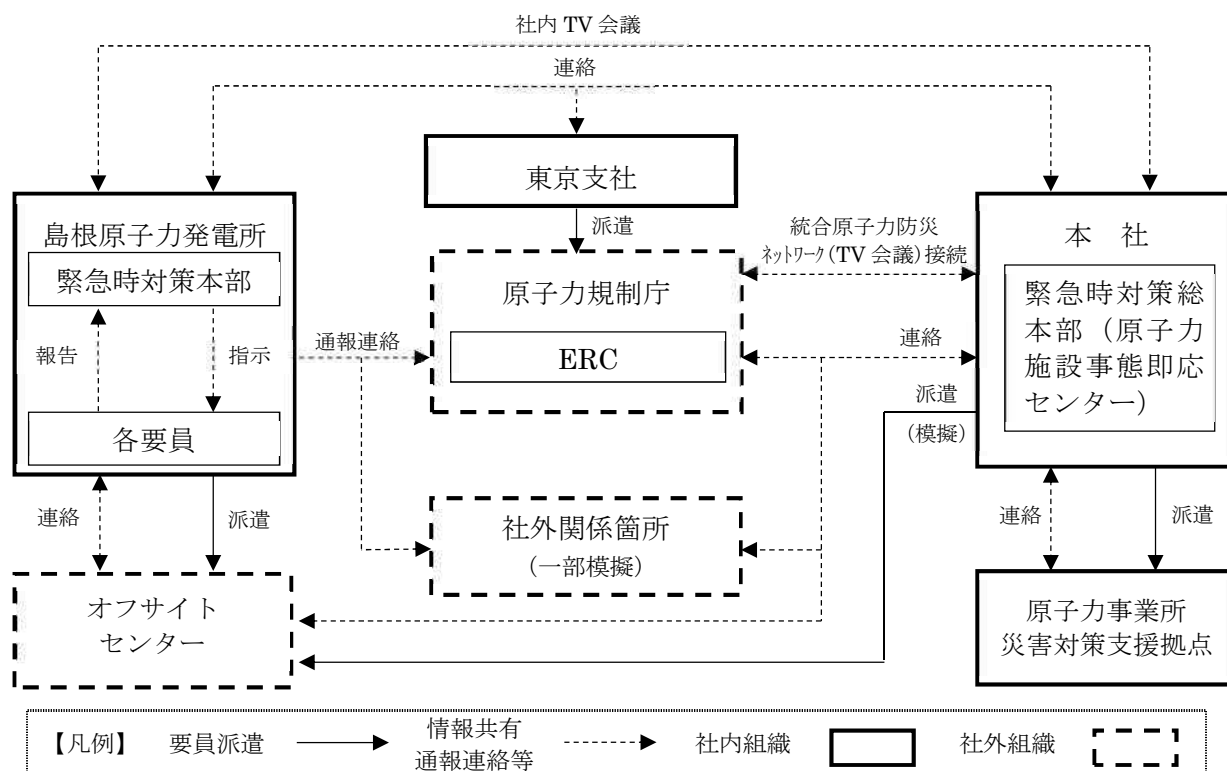 社内 TV 会議
連絡
東京支社
派遣
島根原子力発電所
緊急時対策本部
報告
指示
各要員
通報連絡
原子力規制庁
ERC
統合原子力防災
ﾈｯﾄﾜｰｸ(TV 会議)接続
連絡
派遣
(模擬)
本 社
緊急時対策総
本部（原子力
施設事態即応
センター）
連絡
派遣
社外関係箇所
(一部模擬)
連絡
派遣
オフサイト
センター
原子力事業所
災害対策支援拠点
【凡例】 要員派遣 情報共有 社内組織 社外組織
通報連絡等